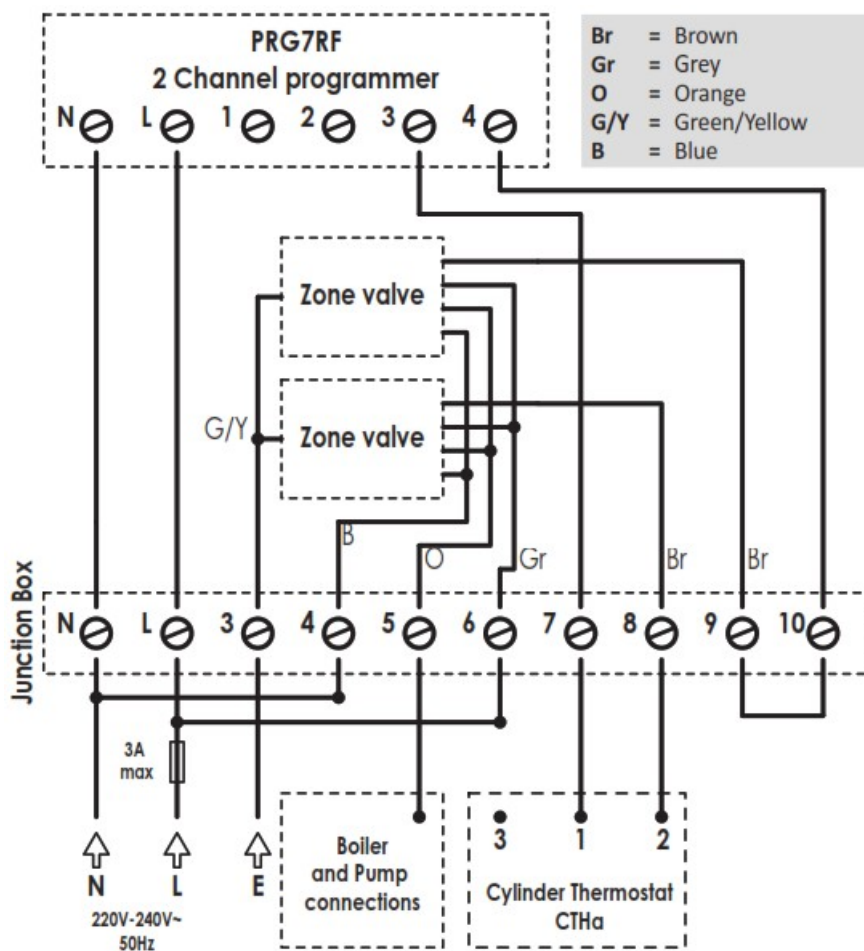 PRG7RF
2 Channel programmer
N L 1 2 3 4
Br = Brown
Gr = Grey
O = Orange
G/Y = Green/Yellow
B = Blue
Zone valve
G/Y Zone valve
B O Gr Br Br
Junction Box
N L 3 4 5 6 7 8 9 10
3A
max
N L E
220V-240V~
50Hz
Boiler
and Pump
connections
3 1 2
Cylinder Thermostat
CTHa